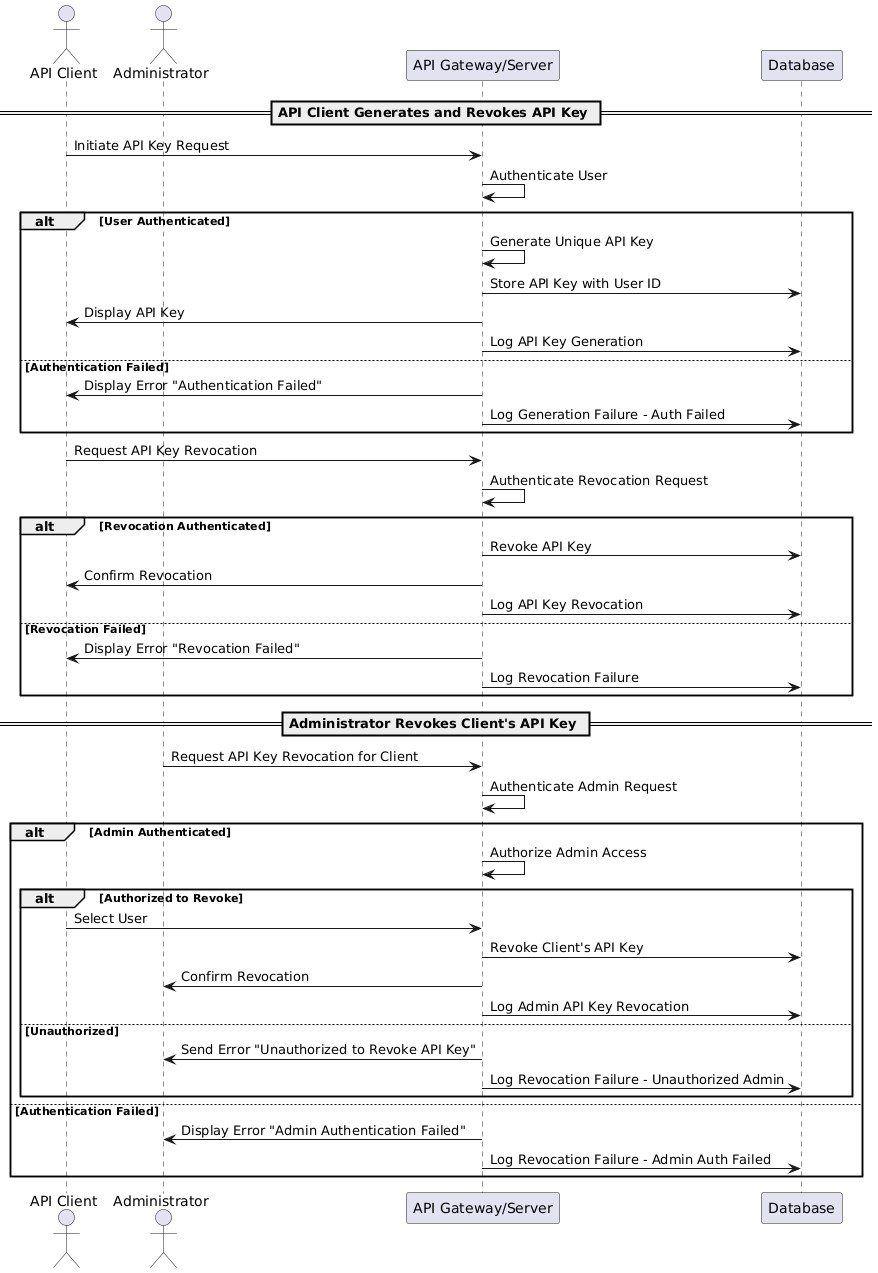 API Client
Administrator
API Gateway/Server
Database
API Client Generates and Revokes API Key
Initiate API Key Request
Authenticate User
alt
[User Authenticated]
Generate Unique API Key
Store API Key with User ID
Display API Key
Log API Key Generation
[Authentication Failed]
Display Error "Authentication Failed"
Log Generation Failure - Auth Failed
Request API Key Revocation
Authenticate Revocation Request
alt
[Revocation Authenticated]
Revoke API Key
Confirm Revocation
Log API Key Revocation
[Revocation Failed]
Display Error "Revocation Failed"
Log Revocation Failure
Administrator Revokes Client's API Key
Request API Key Revocation for Client
Authenticate Admin Request
alt
[Admin Authenticated]
Authorize Admin Access
alt
[Authorized to Revoke]
Select User
Revoke Client's API Key
Confirm Revocation
Log Admin API Key Revocation
[Unauthorized]
Send Error "Unauthorized to Revoke API Key"
Log Revocation Failure - Unauthorized Admin
[Authentication Failed]
Display Error "Admin Authentication Failed"
Log Revocation Failure - Admin Auth Failed
API Client
Administrator
API Gateway/Server
Database